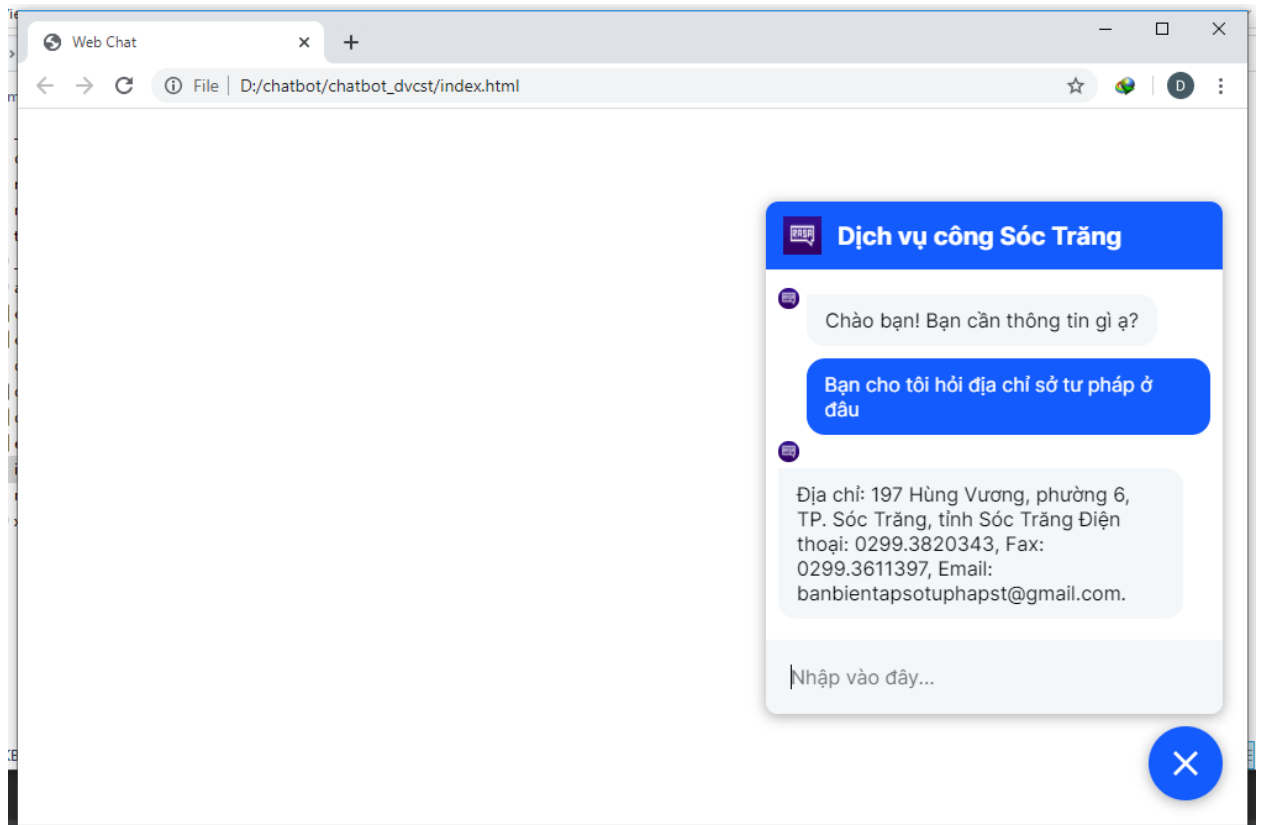 Web Chat
File D:/chatbot/chatbot_dvcst/index.html
D
RASA Dịch vụ công Sóc Trăng
Chào bạn! Bạn cần thông tin gì ạ?
Bạn cho tôi hỏi địa chỉ sở tư pháp ở
đâu
Địa chỉ: 197 Hùng Vương, phường 6,
TP. Sóc Trăng, tỉnh Sóc Trăng Điện
thoại: 0299.3820343, Fax:
0299.3611397, Email:
banbientapsotuphapst@gmail.com.
Nhập vào đây...